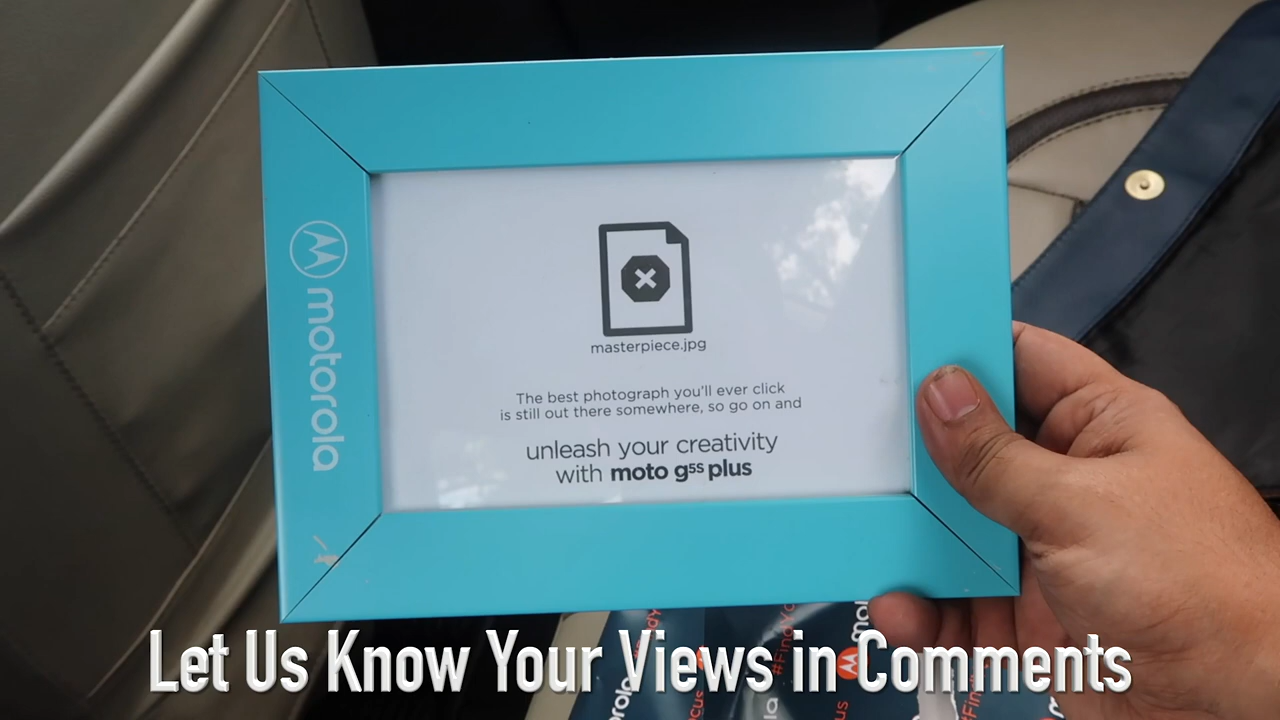 motorola
masterpiece.jpg
The best photograph you'll ever click
is still out there somewhere, so go on and
unleash your creativity
with moto g5S plus
Let Us Know Your Views in Comments